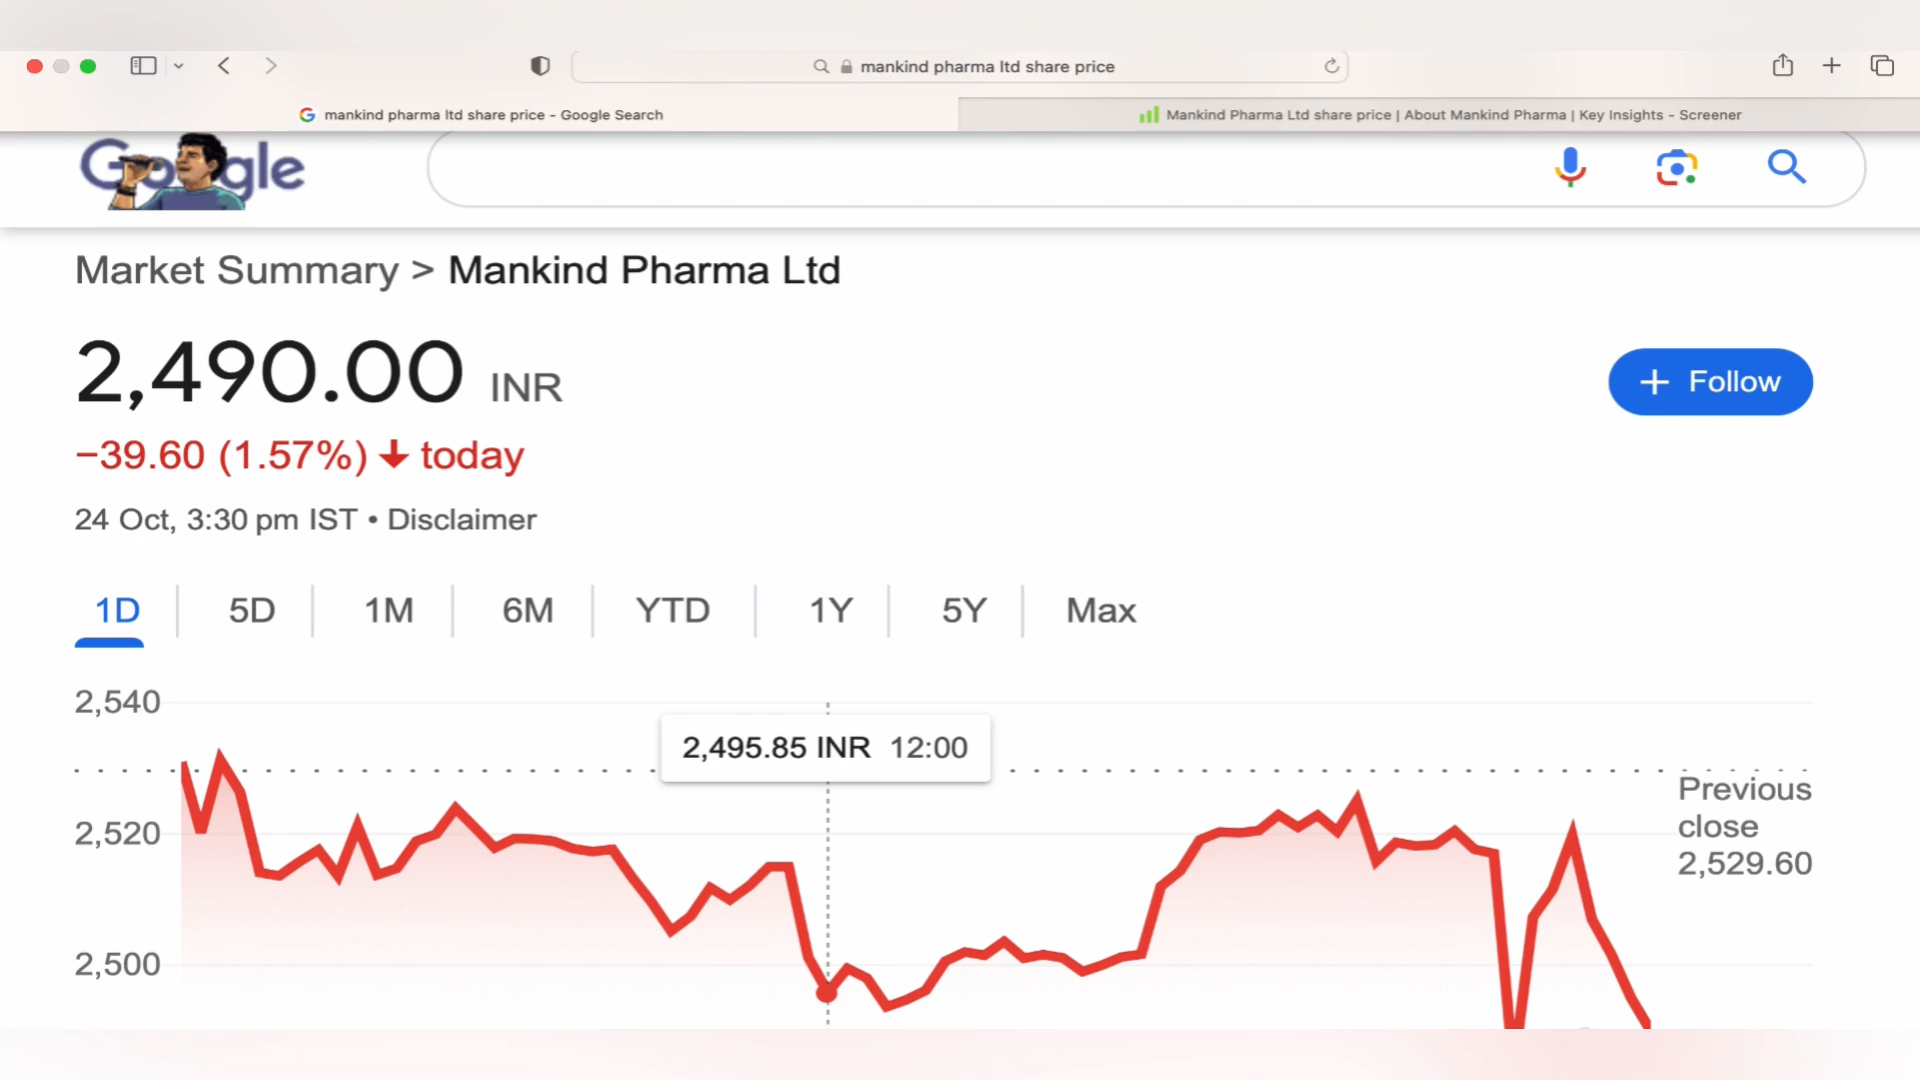 mankind pharma ltd share price
mankind pharma ltd share price - Google Search
Mankind Pharma Ltd share price | About Mankind Pharma | Key Insights - Screener
Google
Market Summary > Mankind Pharma Ltd
2,490.00 INR
+ Follow
−39.60 (1.57%) ↓ today
24 Oct, 3:30 pm IST • Disclaimer
1D 5D 1M 6M YTD 1Y 5Y Max
2,540
2,495.85 INR 12:00
Previous
close
2,529.60
2,520
2,500